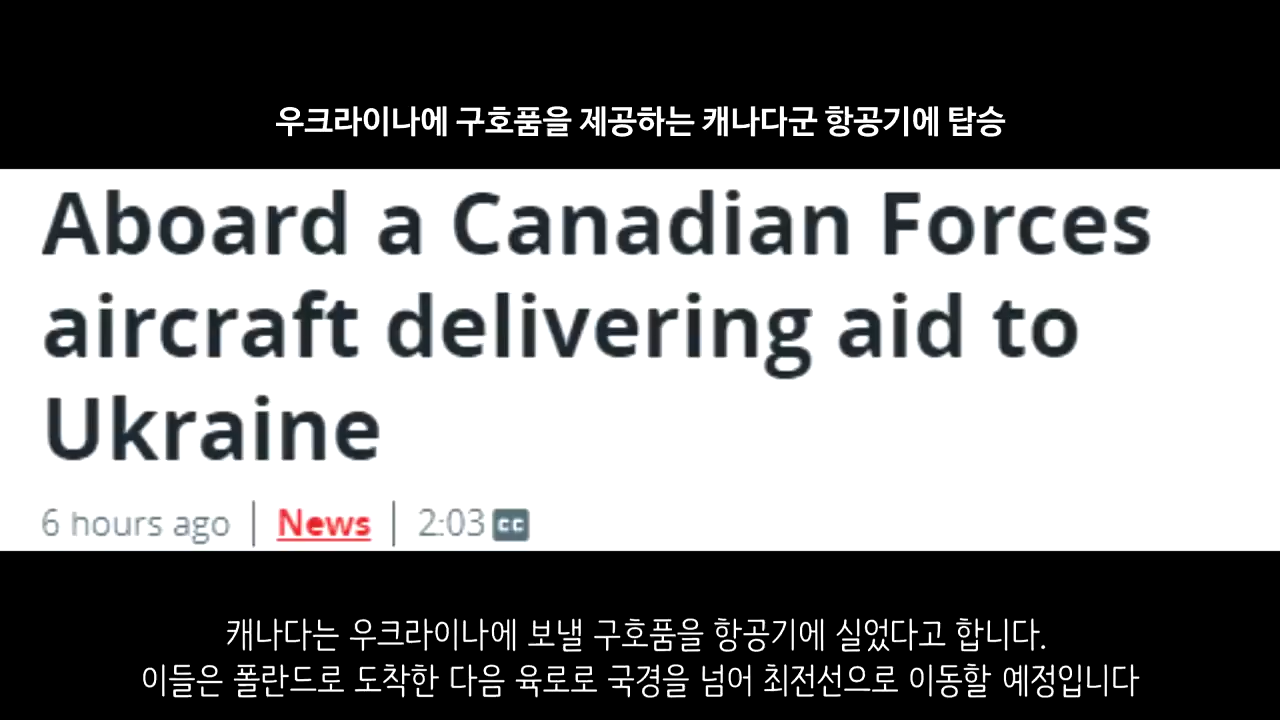 우크라이나에 구호품을 제공하는 캐나다군 항공기에 탑승
Aboard a Canadian Forces
aircraft delivering aid to
Ukraine
6 hours ago | News | 2:03 CC
캐나다는 우크라이나에 보낼 구호품을 항공기에 실었다고 합니다.
이들은 폴란드로 도착한 다음 육로로 국경을 넘어 최전선으로 이동할 예정입니다